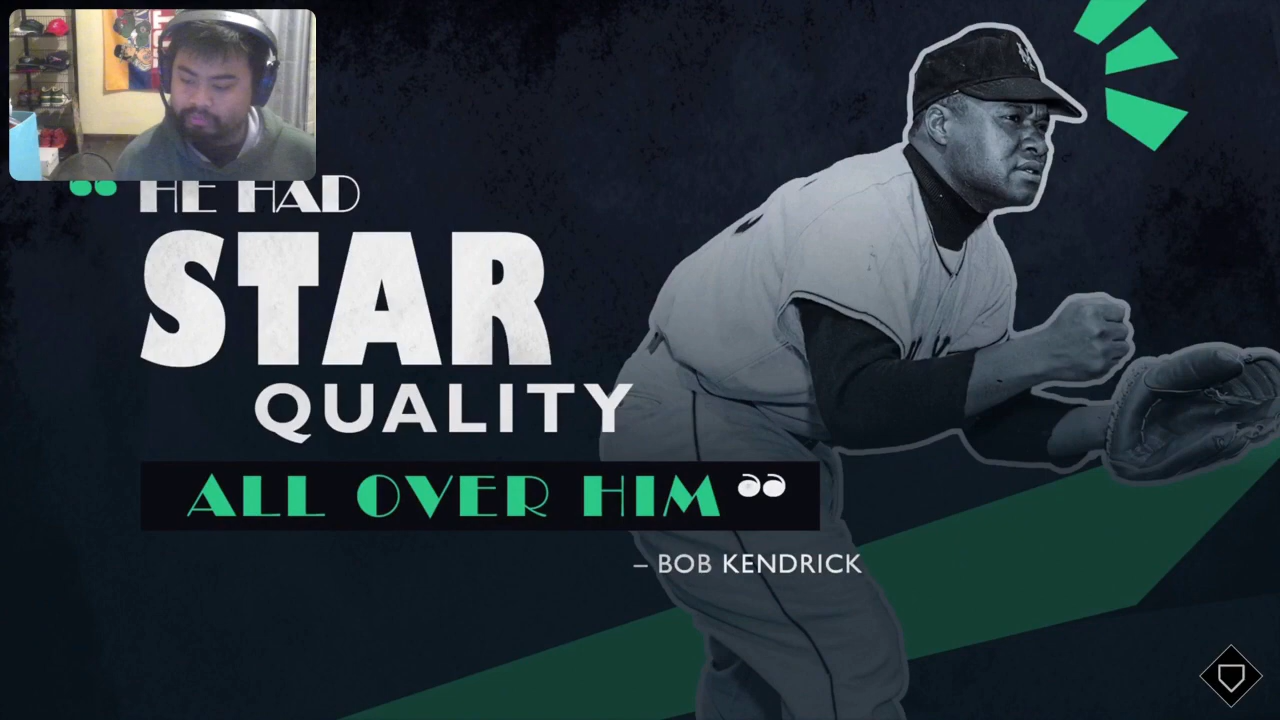 “ HE HAD
STAR
QUALITY
ALL OVER HIM ”
– BOB KENDRICK